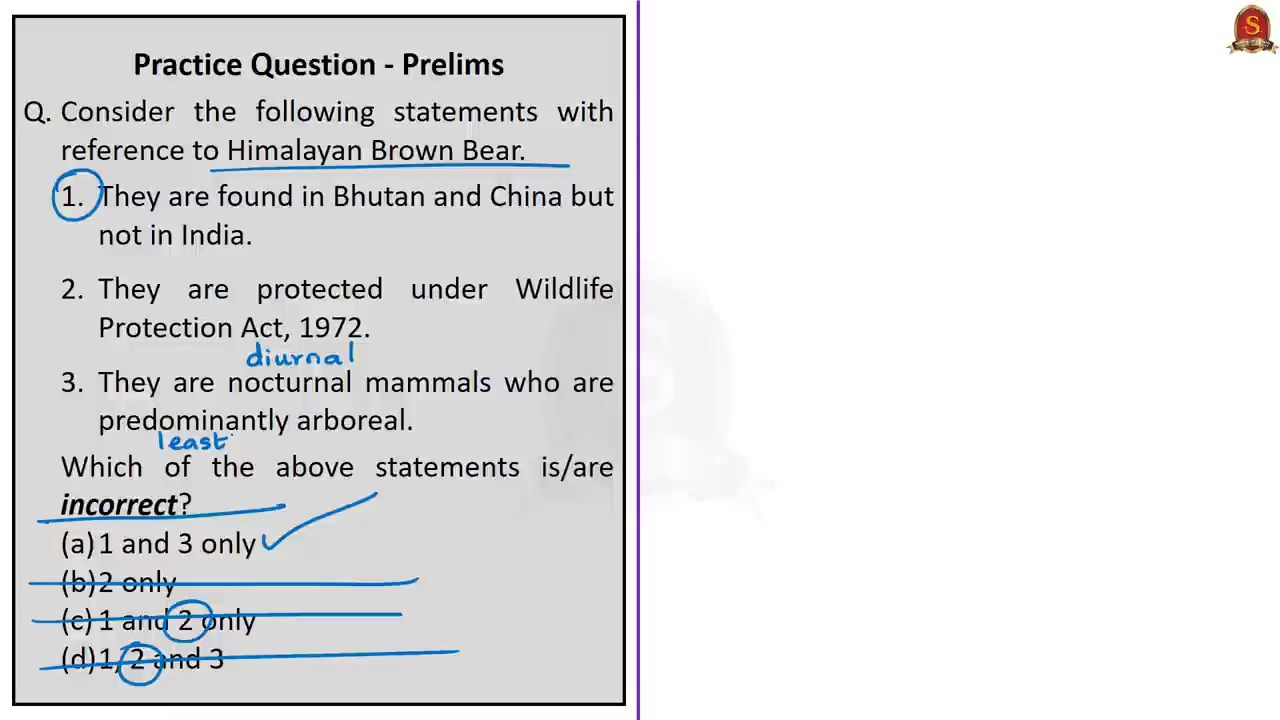 Practice Question - Prelims
Q. Consider the following statements with
reference to Himalayan Brown Bear.
1. They are found in Bhutan and China but
not in India.
2. They are protected under Wildlife
Protection Act, 1972.
diurnal
3. They are nocturnal mammals who are
predominantly arboreal.
least
Which of the above statements is/are
incorrect?
(a) 1 and 3 only
(b) 2 only
(c) 1 and 2 only
(d) 1, 2 and 3
S